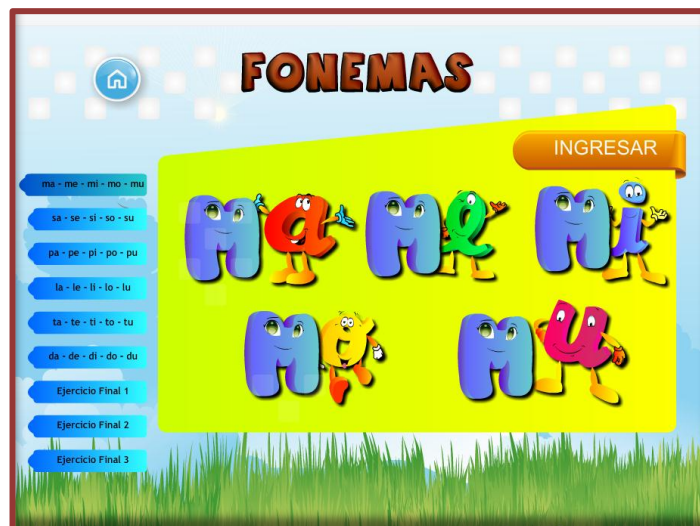 FONEMAS
INGRESAR
ma - me - mi - mo - mu
sa - se - si - so - su
pa - pe - pi - po - pu
la - le - li - lo - lu
ta - te - ti - to - tu
da - de - di - do - du
Ejercicio Final 1
Ejercicio Final 2
Ejercicio Final 3
Ma Me Mi
Mo Mu